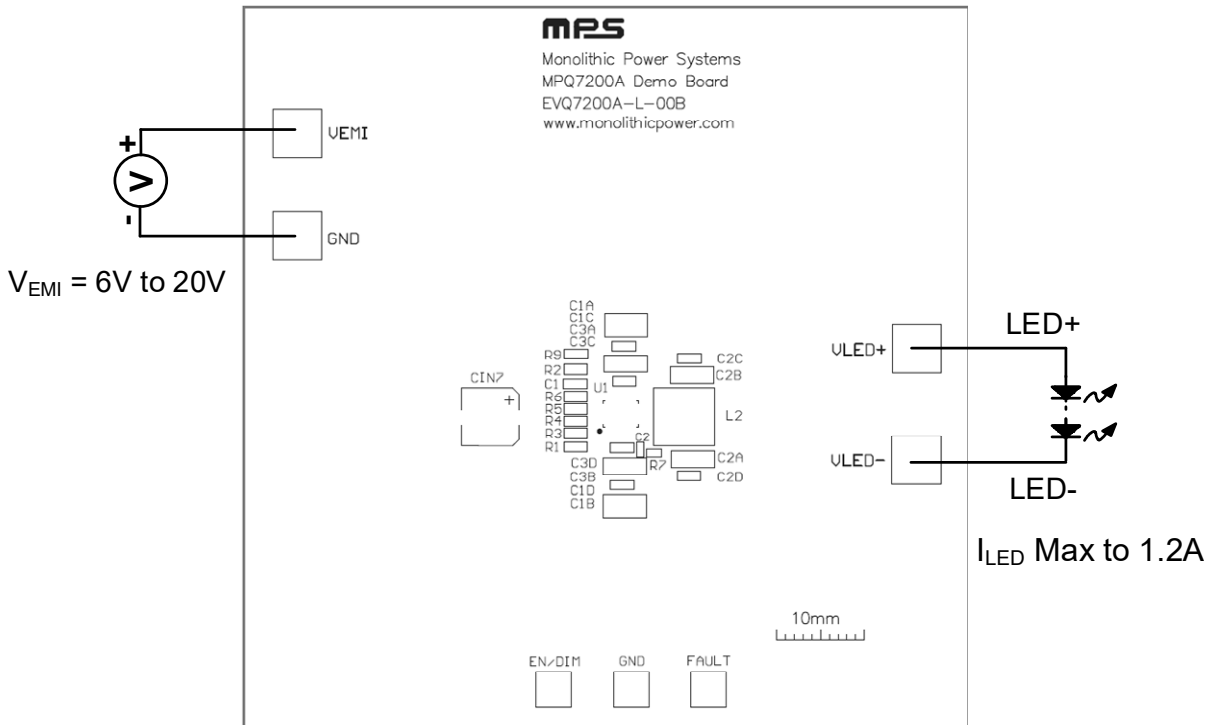 mps
Monolithic Power Systems
MPQ7200A Demo Board
EVQ7200A-L-00B
www.monolithicpower.com
VEMI
+
V
-
GND
VEMI = 6V to 20V
C1A
C1C
C3A
C3C
R9
R2
C1
U1
R6
R5
R4
R3
R1
CIN7
+
C2C
C2B
L2
C2
R7
C2A
C2D
C3D
C3B
C1D
C1B
VLED+
LED+
VLED-
LED-
ILED Max to 1.2A
10mm
EN/DIM
GND
FAULT